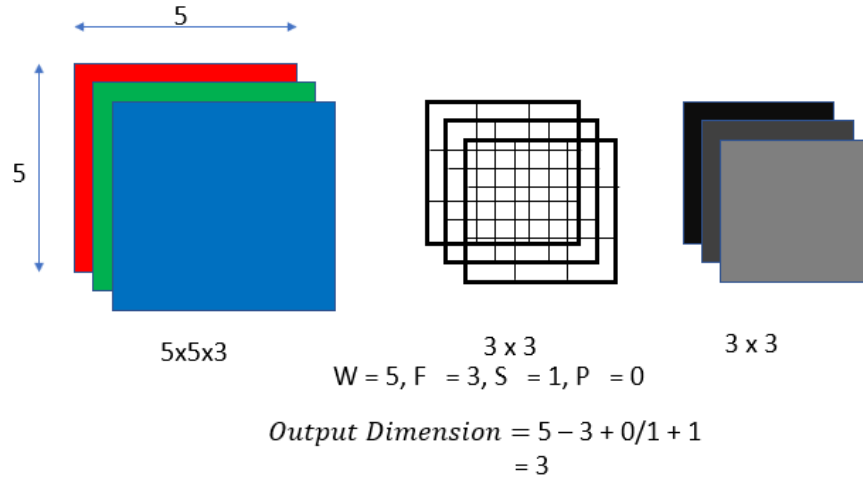 5
5
5x5x3
3 x 3
3 x 3
W = 5, F = 3, S = 1, P = 0
Output Dimension = 5 − 3 + 0/1 + 1
= 3